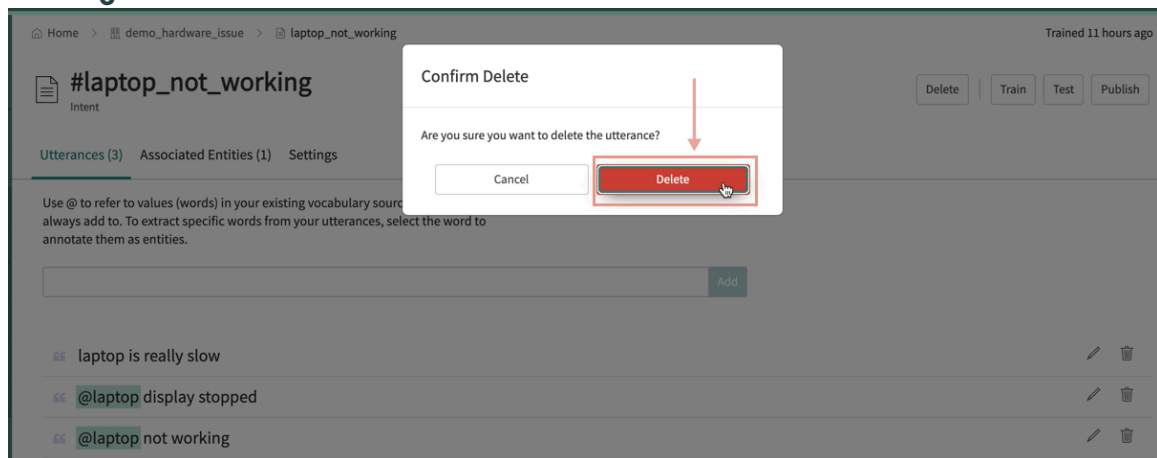 Home > demo_hardware_issue > laptop_not_working
Trained 11 hours ago
#laptop_not_working
Intent
Delete
Train
Test
Publish
Confirm Delete
Are you sure you want to delete the utterance?
Cancel
Delete
Utterances (3)
Associated Entities (1)
Settings
Use @ to refer to values (words) in your existing vocabulary
always add to. To extract specific words from your utterances, select the word to
annotate them as entities.
Add
laptop is really slow
@laptop display stopped
@laptop not working